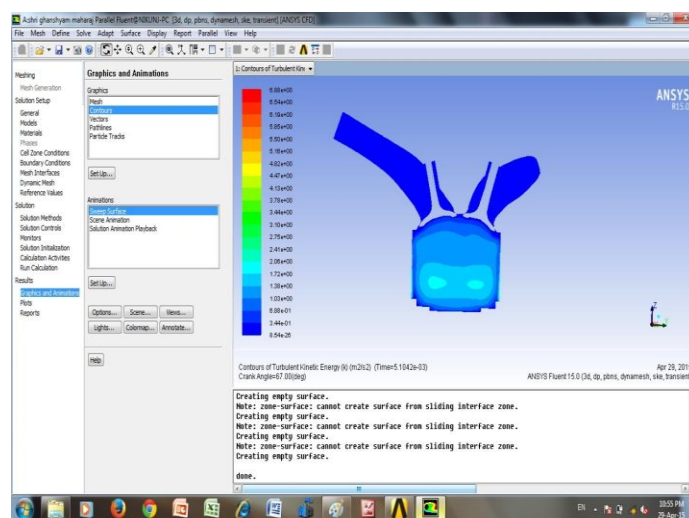 Ashri ghanshyam maharaj Parallel Fluent@NIKUNJ-PC [3d, dp, pbns, dynamesh, ske, transient] [ANSYS CFD]
File Mesh Define Solve Adapt Surface Display Report Parallel View Help
Meshing
Mesh Generation
Solution Setup
General
Models
Materials
Phases
Cell Zone Conditions
Boundary Conditions
Mesh Interfaces
Dynamic Mesh
Reference Values
Solution
Solution Methods
Solution Controls
Monitors
Solution Initialization
Calculation Activities
Run Calculation
Results
Graphics and Animations
Plots
Reports
Graphics and Animations
Graphics
Mesh
Contours
Vectors
Pathlines
Particle Tracks
Set Up...
Animations
Sweep Surface
Scene Animation
Solution Animation Playback
Set Up...
Options... Scene... Views...
Lights... Colormap... Annotate...
Help
1: Contours of Turbulent Kine
ANSYS
R15.0
6.88e+00
6.54e+00
6.19e+00
5.85e+00
5.50e+00
5.16e+00
4.82e+00
4.47e+00
4.13e+00
3.78e+00
3.44e+00
3.10e+00
2.75e+00
2.41e+00
2.06e+00
1.72e+00
1.38e+00
1.03e+00
6.88e-01
3.44e-01
8.54e-26
Z
Contours of Turbulent Kinetic Energy (k) (m2/s2) (Time=5.1042e-03)
Crank Angle=67.00(deg)
Apr 29, 201
ANSYS Fluent 15.0 (3d, dp, pbns, dynamesh, ske, transient
Creating empty surface.
Note: zone-surface: cannot create surface from sliding interface zone.
Creating empty surface.
Note: zone-surface: cannot create surface from sliding interface zone.
Creating empty surface.
Note: zone-surface: cannot create surface from sliding interface zone.
Creating empty surface.
done.
EN
10:55 PM
29-Apr-15